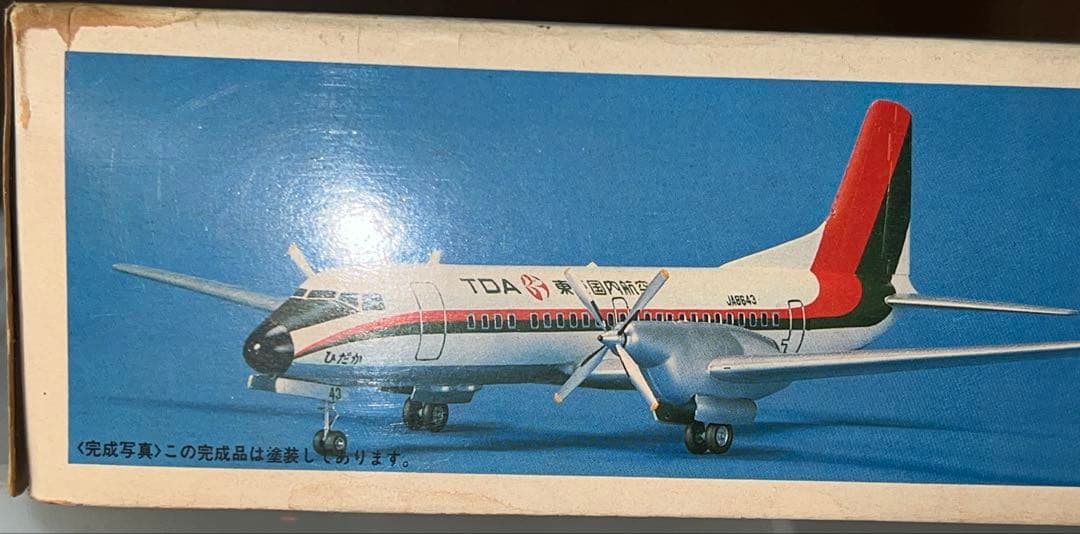 TDA 東 国内航空
JA8643
ひだか
43
〈完成写真〉この完成品は塗装してあります。